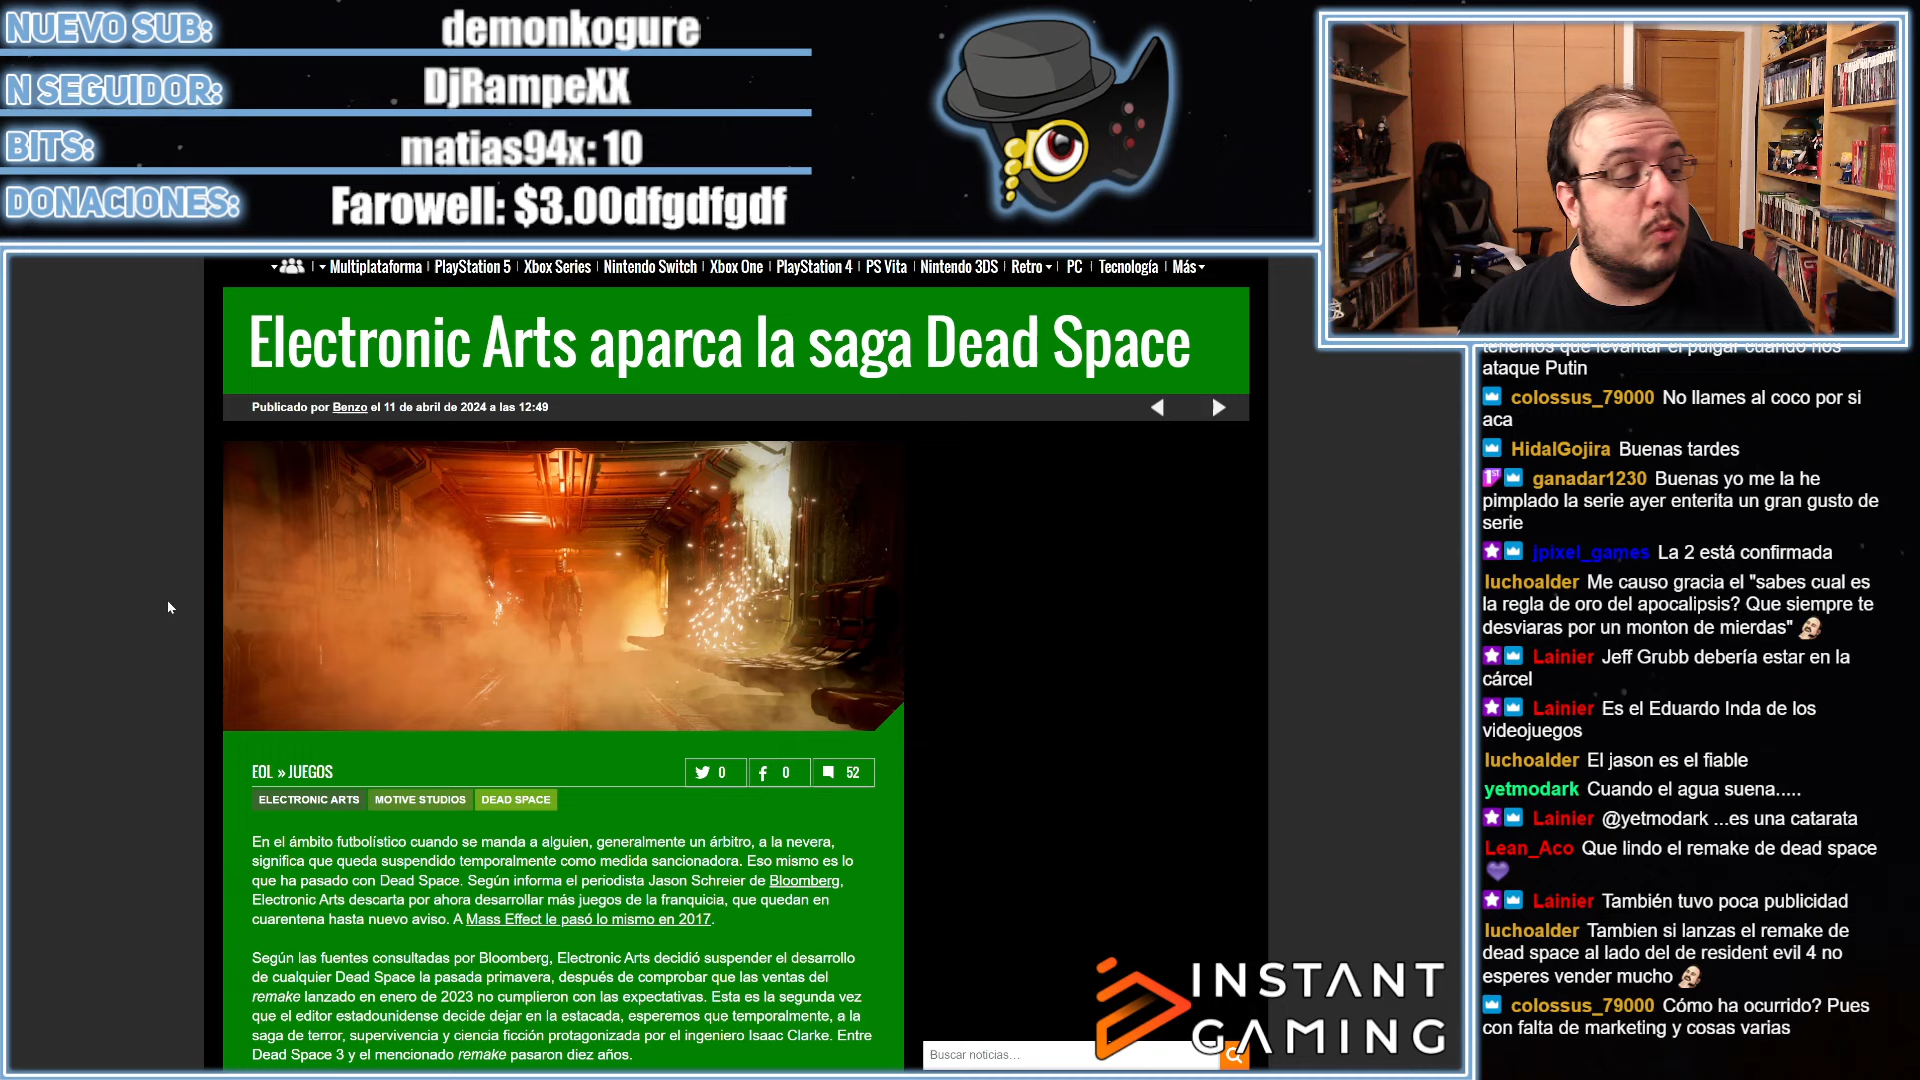 NUEVO SUB: demonkogure
N SEGUIDOR: DjRampeXX
BITS: matias94x: 10
DONACIONES: Farowell: $3.00dfgdfgdf
Multiplataforma | PlayStation 5 | Xbox Series | Nintendo Switch | Xbox One | PlayStation 4 | PS Vita | Nintendo 3DS | Retro | PC | Tecnología | Más
Electronic Arts aparca la saga Dead Space
Publicado por Benzo el 11 de abril de 2024 a las 12:49
EOL » JUEGOS
0 0 52
ELECTRONIC ARTS MOTIVE STUDIOS DEAD SPACE
En el ámbito futbolístico cuando se manda a alguien, generalmente un árbitro, a la nevera,
significa que queda suspendido temporalmente como medida sancionadora. Eso mismo es lo
que ha pasado con Dead Space. Según informa el periodista Jason Schreier de Bloomberg,
Electronic Arts descarta por ahora desarrollar más juegos de la franquicia, que quedan en
cuarentena hasta nuevo aviso. A Mass Effect le pasó lo mismo en 2017.
Según las fuentes consultadas por Bloomberg, Electronic Arts decidió suspender el desarrollo
de cualquier Dead Space la pasada primavera, después de comprobar que las ventas del
remake lanzado en enero de 2023 no cumplieron con las expectativas. Esta es la segunda vez
que el editor estadounidense decide dejar en la estacada, esperemos que temporalmente, a la
saga de terror, supervivencia y ciencia ficción protagonizada por el ingeniero Isaac Clarke. Entre
Dead Space 3 y el mencionado remake pasaron diez años.
Buscar noticias...
INSTANT
GAMING
tenemos que levantar el pulgar cuando nos
ataque Putin
colossus_79000 No llames al coco por si
aca
HidalGojira Buenas tardes
ganadar1230 Buenas yo me la he
pimplado la serie ayer enterita un gran gusto de
serie
jpixel_games La 2 está confirmada
luchoalder Me causo gracia el "sabes cual es
la regla de oro del apocalipsis? Que siempre te
desviaras por un monton de mierdas"
Lainier Jeff Grubb debería estar en la
cárcel
Lainier Es el Eduardo Inda de los
videojuegos
luchoalder El jason es el fiable
yetmodark Cuando el agua suena.....
Lainier @yetmodark ...es una catarata
Lean_Aco Que lindo el remake de dead space
Lainier También tuvo poca publicidad
luchoalder Tambien si lanzas el remake de
dead space al lado del de resident evil 4 no
esperes vender mucho
colossus_79000 Cómo ha ocurrido? Pues
con falta de marketing y cosas varias